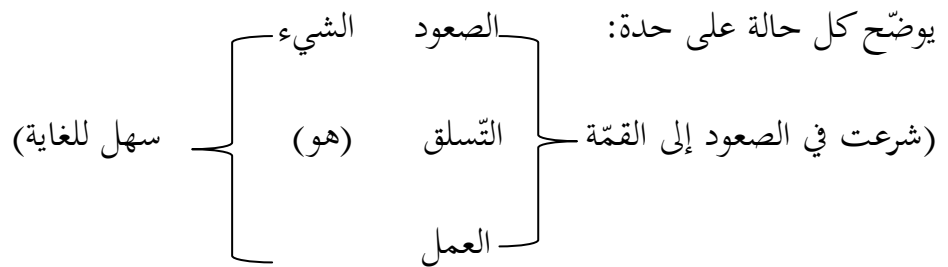 يوضّح كل حالة على حدة: الصعود الشيء
(شرعت في الصعود إلى القمّة التّسلق (هو) سهل للغاية)
العمل